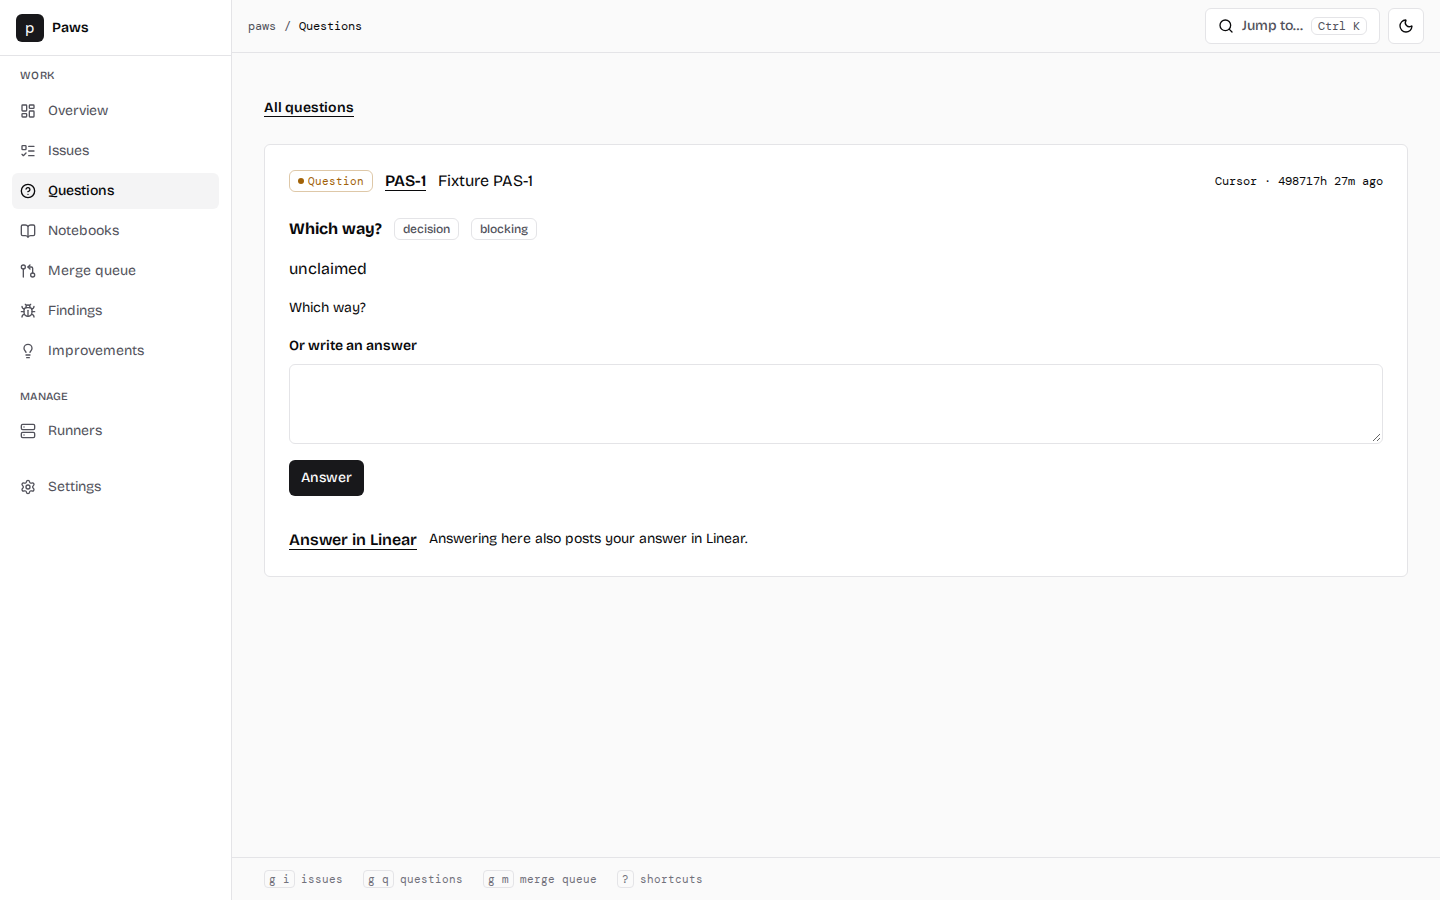 p Paws
paws / Questions
Jump to... Ctrl K
WORK
Overview
Issues
Questions
Notebooks
Merge queue
Findings
Improvements
MANAGE
Runners
Settings
All questions
Question PAS-1 Fixture PAS-1
Cursor · 498717h 27m ago
Which way? decision blocking
unclaimed
Which way?
Or write an answer
Answer
Answer in Linear Answering here also posts your answer in Linear.
g i issues g q questions g m merge queue ? shortcuts